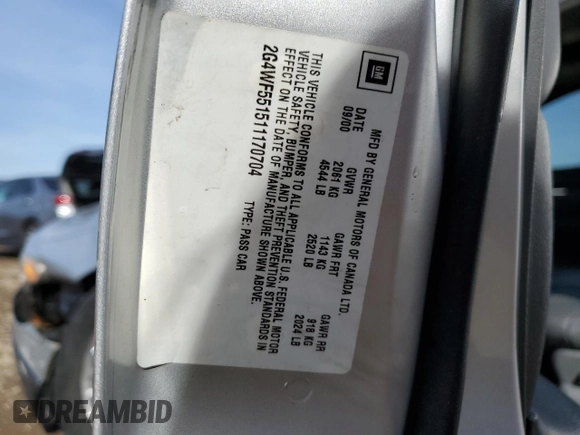 GM
MFD BY GENERAL MOTORS OF CANADA LTD.
DATE GVWR GAWR FRT GAWR RR
09/00 2061 KG 1143 KG 918 KG
4544 LB 2520 LB 2024 LB
THIS VEHICLE CONFORMS TO ALL APPLICABLE U.S. FEDERAL MOTOR
VEHICLE SAFETY, BUMPER, AND THEFT PREVENTION STANDARDS IN
EFFECT ON THE DATE OF MANUFACTURE SHOWN ABOVE.
2G4WF551511170704 TYPE: PASS CAR
DREAMBID